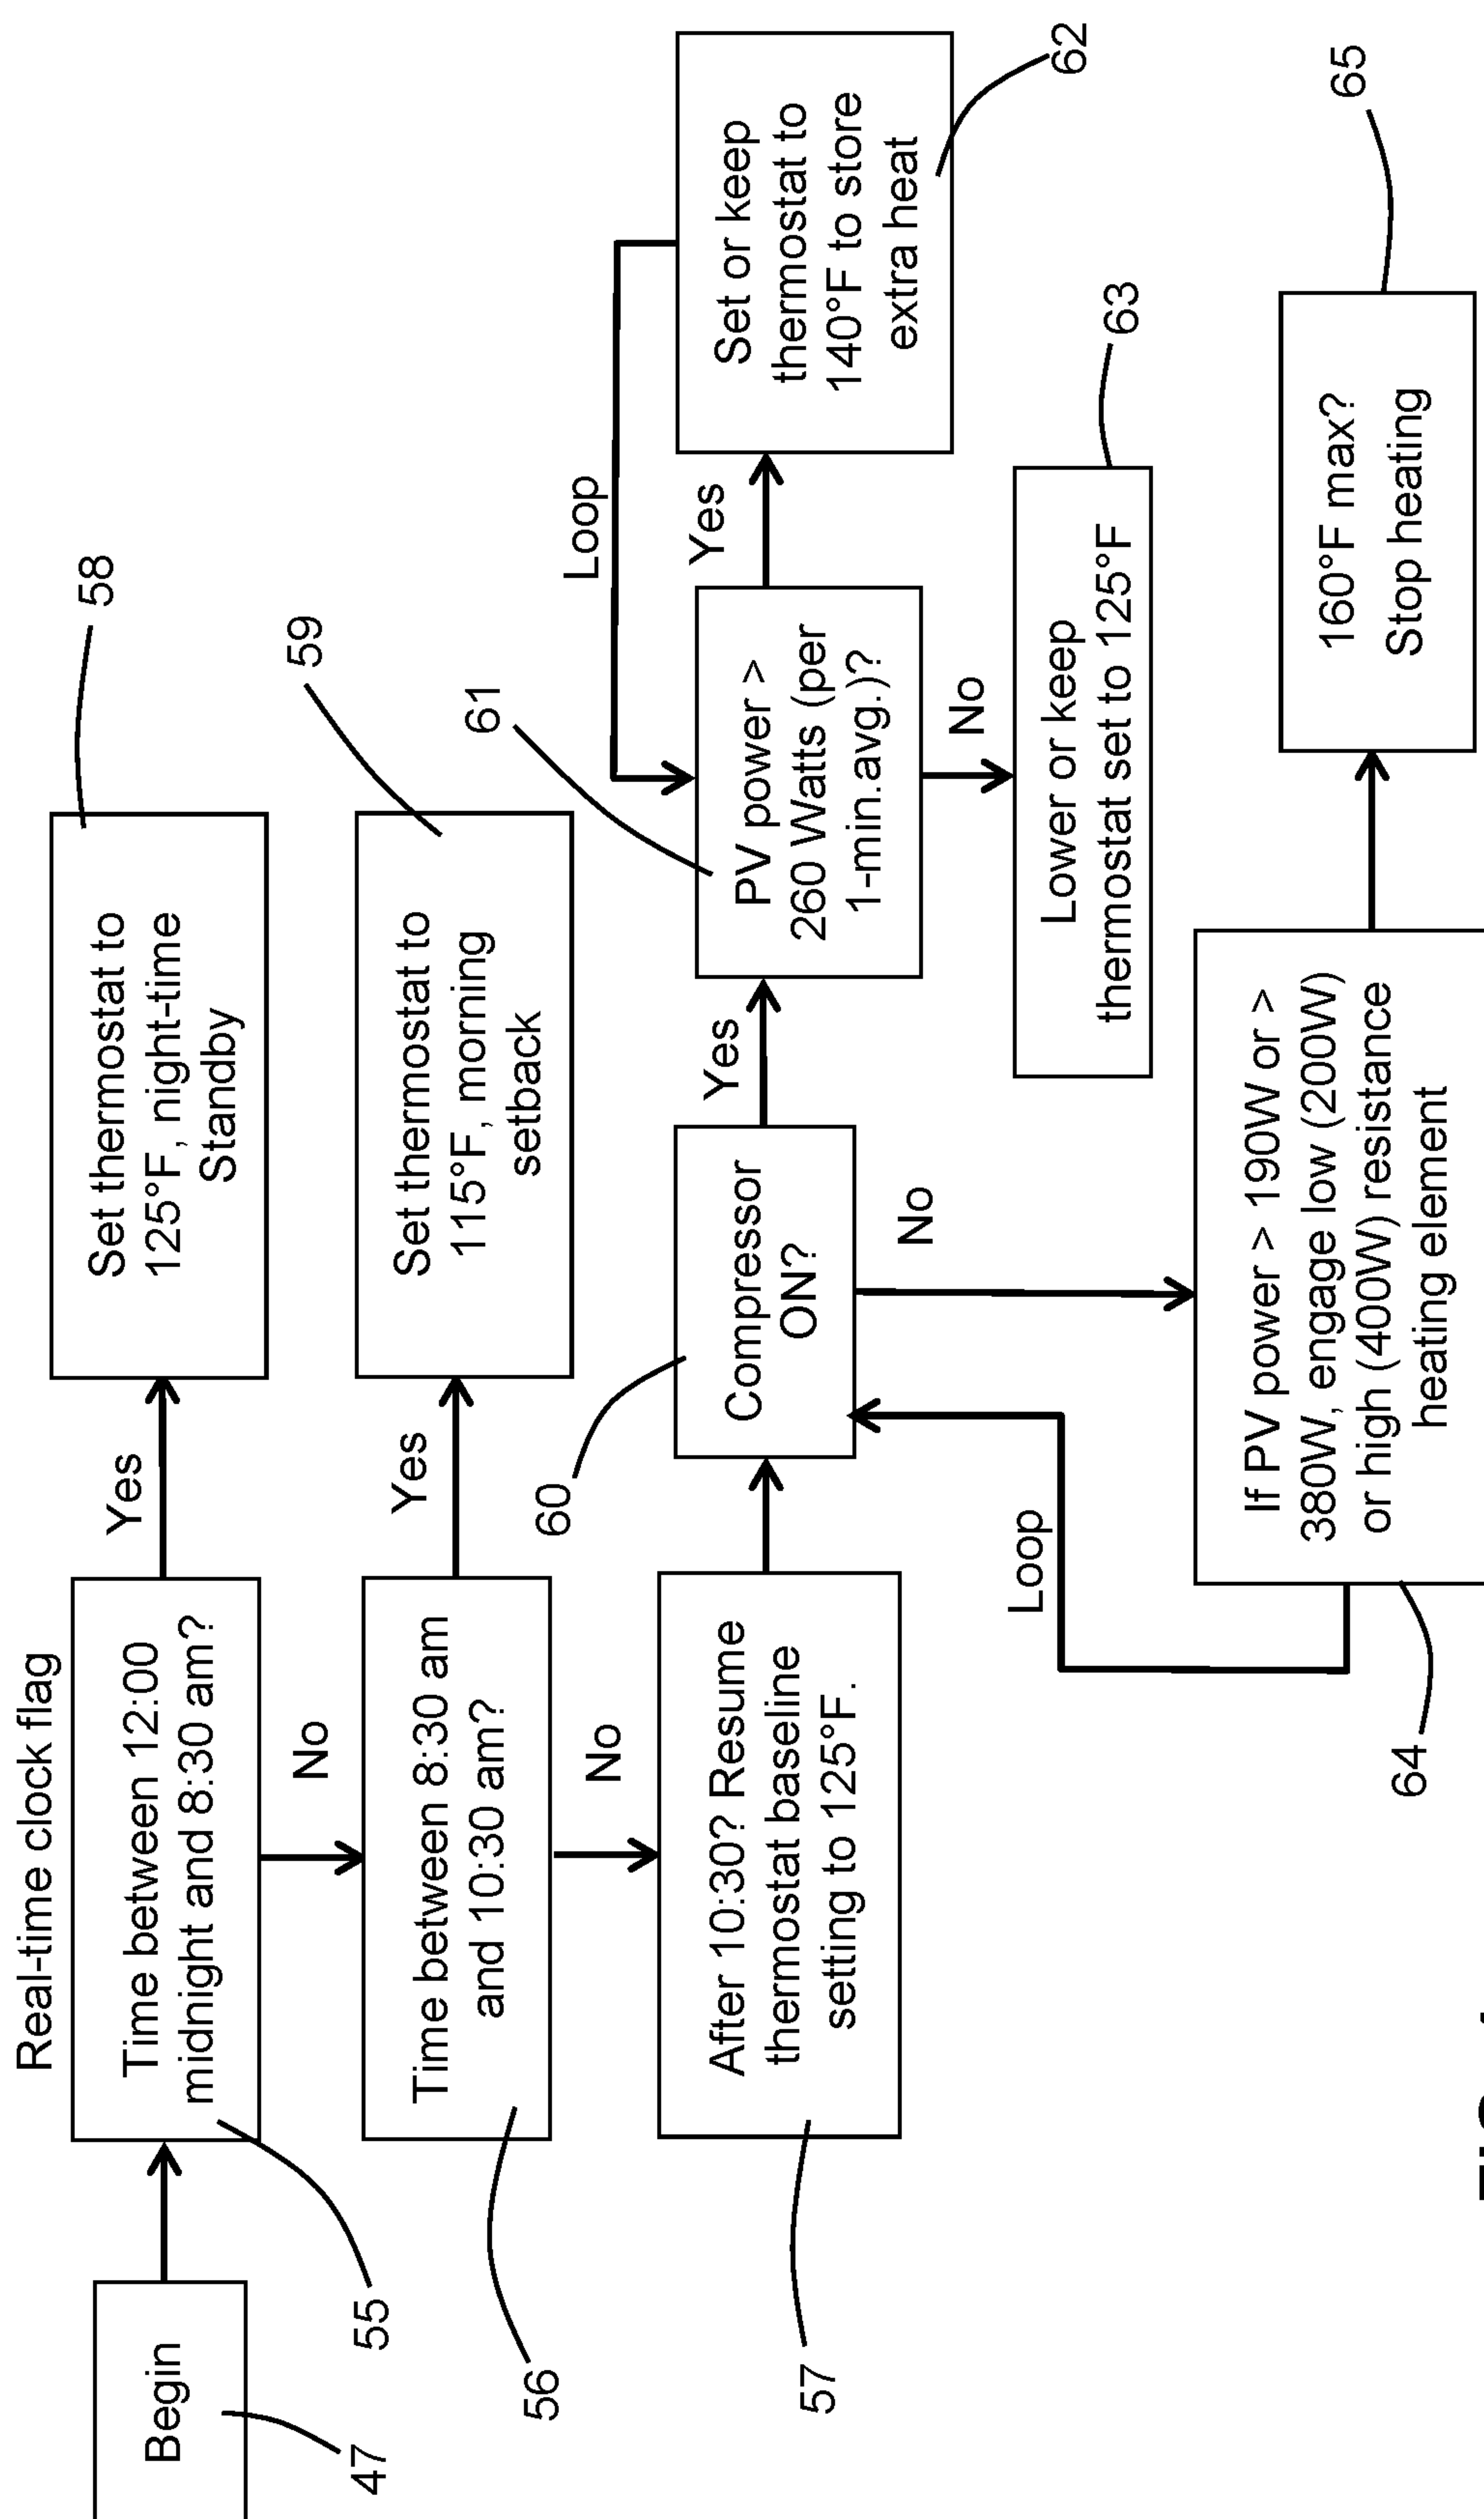 Real-time clock flag
Begin
47
Time between 12:00
midnight and 8:30 am?
55
Yes
Set thermostat to
125°F, night-time
Standby
58
No
Time between 8:30 am
and 10:30 am?
56
Yes
Set thermostat to
115°F, morning
setback
59
No
After 10:30? Resume
thermostat baseline
setting to 125°F.
57
Compressor
ON?
60
Yes
PV power >
260 Watts (per
1-min.avg.)?
61
Yes
Loop
Set or keep
thermostat to
140°F to store
extra heat
62
No
Lower or keep
thermostat set to 125°F
63
No
Loop
If PV power > 190W or >
380W, engage low (200W)
or high (400W) resistance
heating element
64
160°F max?
Stop heating
65